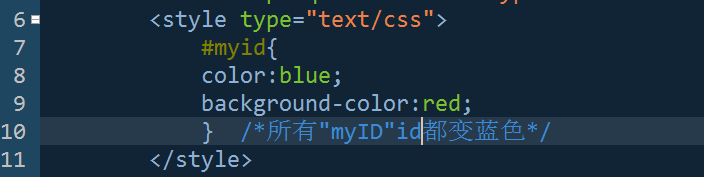 6 <style type="text/css">
7 #myid{
8 color:blue;
9 background-color:red;
10 } /*所有"myID"id都变蓝色*/
11 </style>